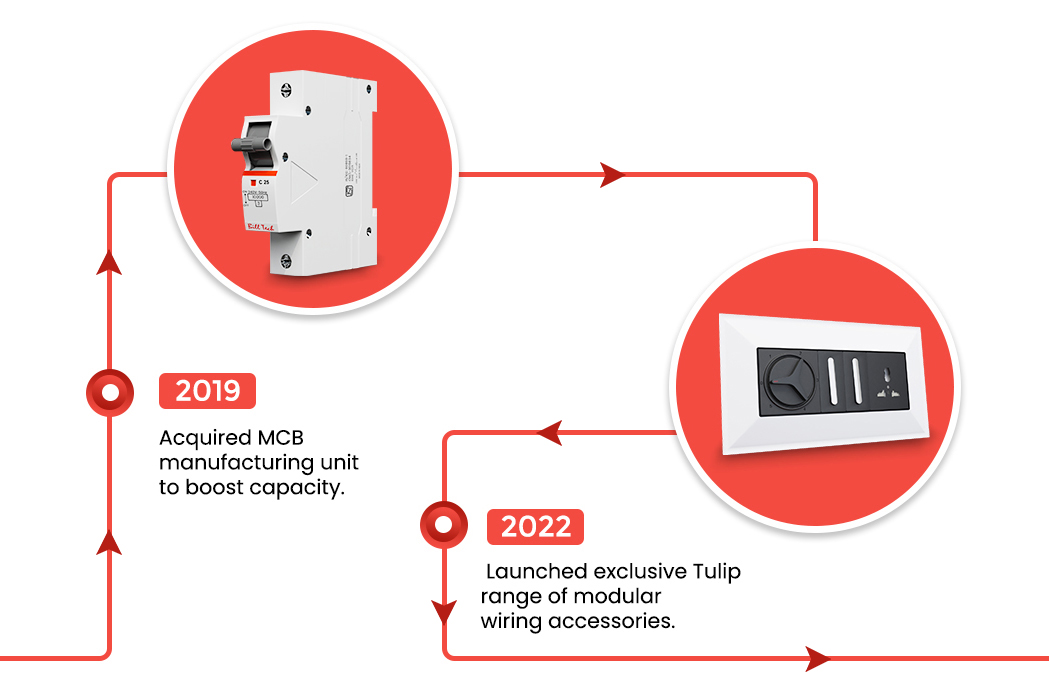 C 25
2019
Acquired MCB
manufacturing unit
to boost capacity.
2022
Launched exclusive Tulip
range of modular
wiring accessories.